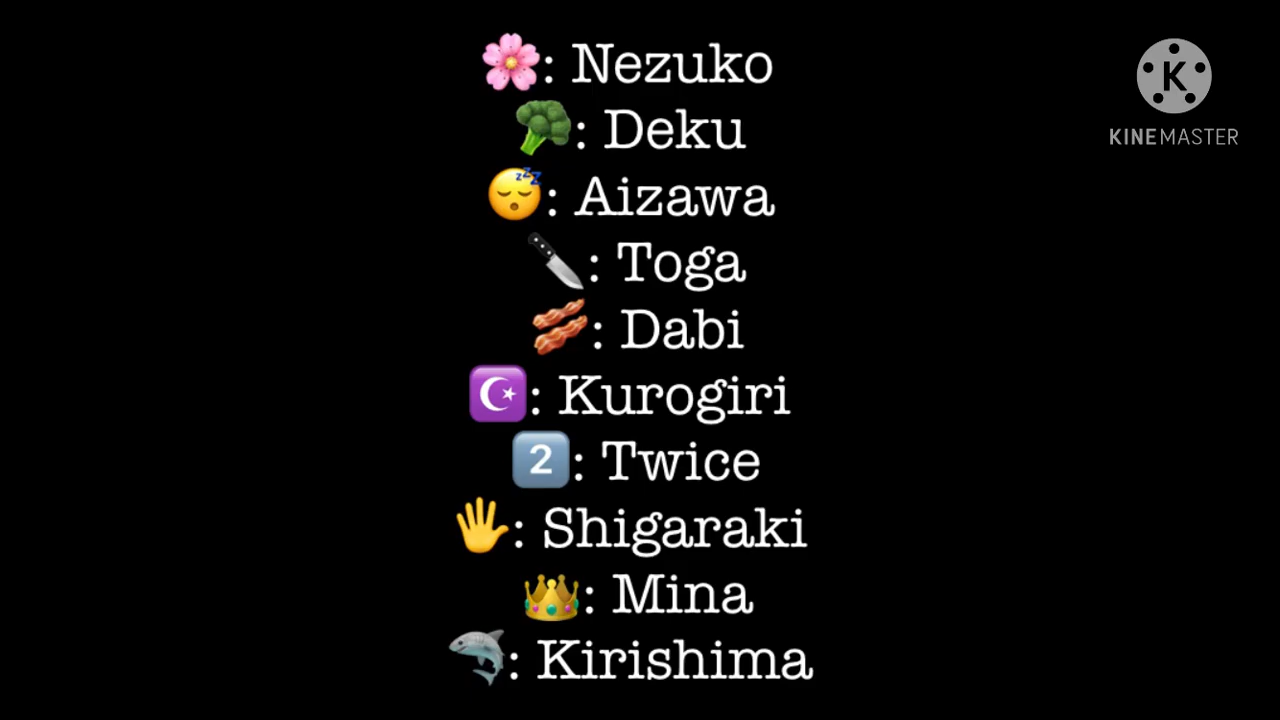 🌸: Nezuko
🥦: Deku
😴: Aizawa
🔪: Toga
🥓: Dabi
☪️: Kurogiri
2️⃣: Twice
🖐: Shigaraki
👑: Mina
🦈: Kirishima
K
KINEMASTER